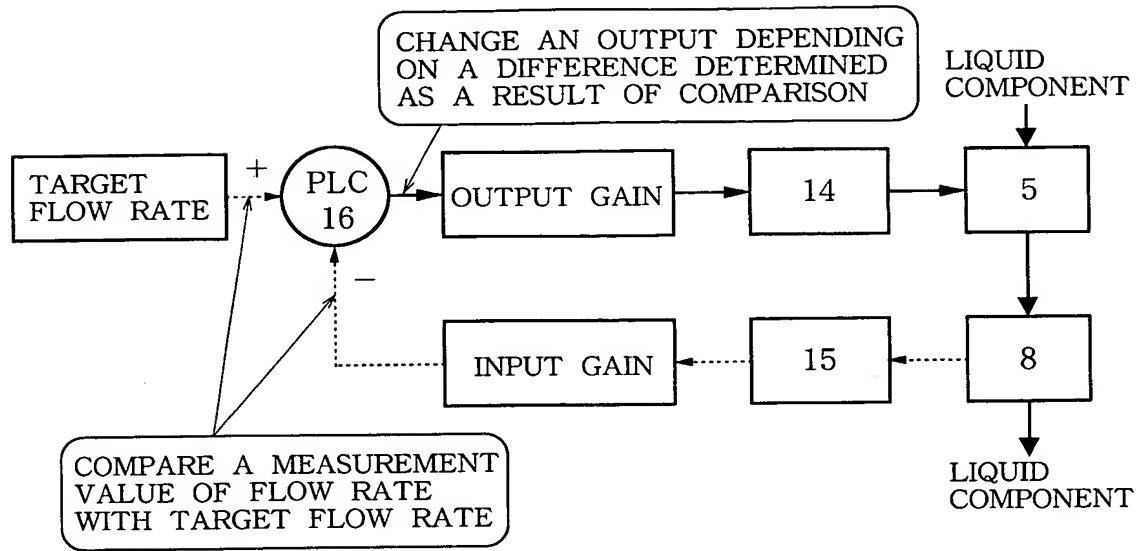 CHANGE AN OUTPUT DEPENDING
ON A DIFFERENCE DETERMINED
AS A RESULT OF COMPARISON
LIQUID
COMPONENT
TARGET
FLOW RATE
+
PLC
16
OUTPUT GAIN
14
5
−
INPUT GAIN
15
8
COMPARE A MEASUREMENT
VALUE OF FLOW RATE
WITH TARGET FLOW RATE
LIQUID
COMPONENT